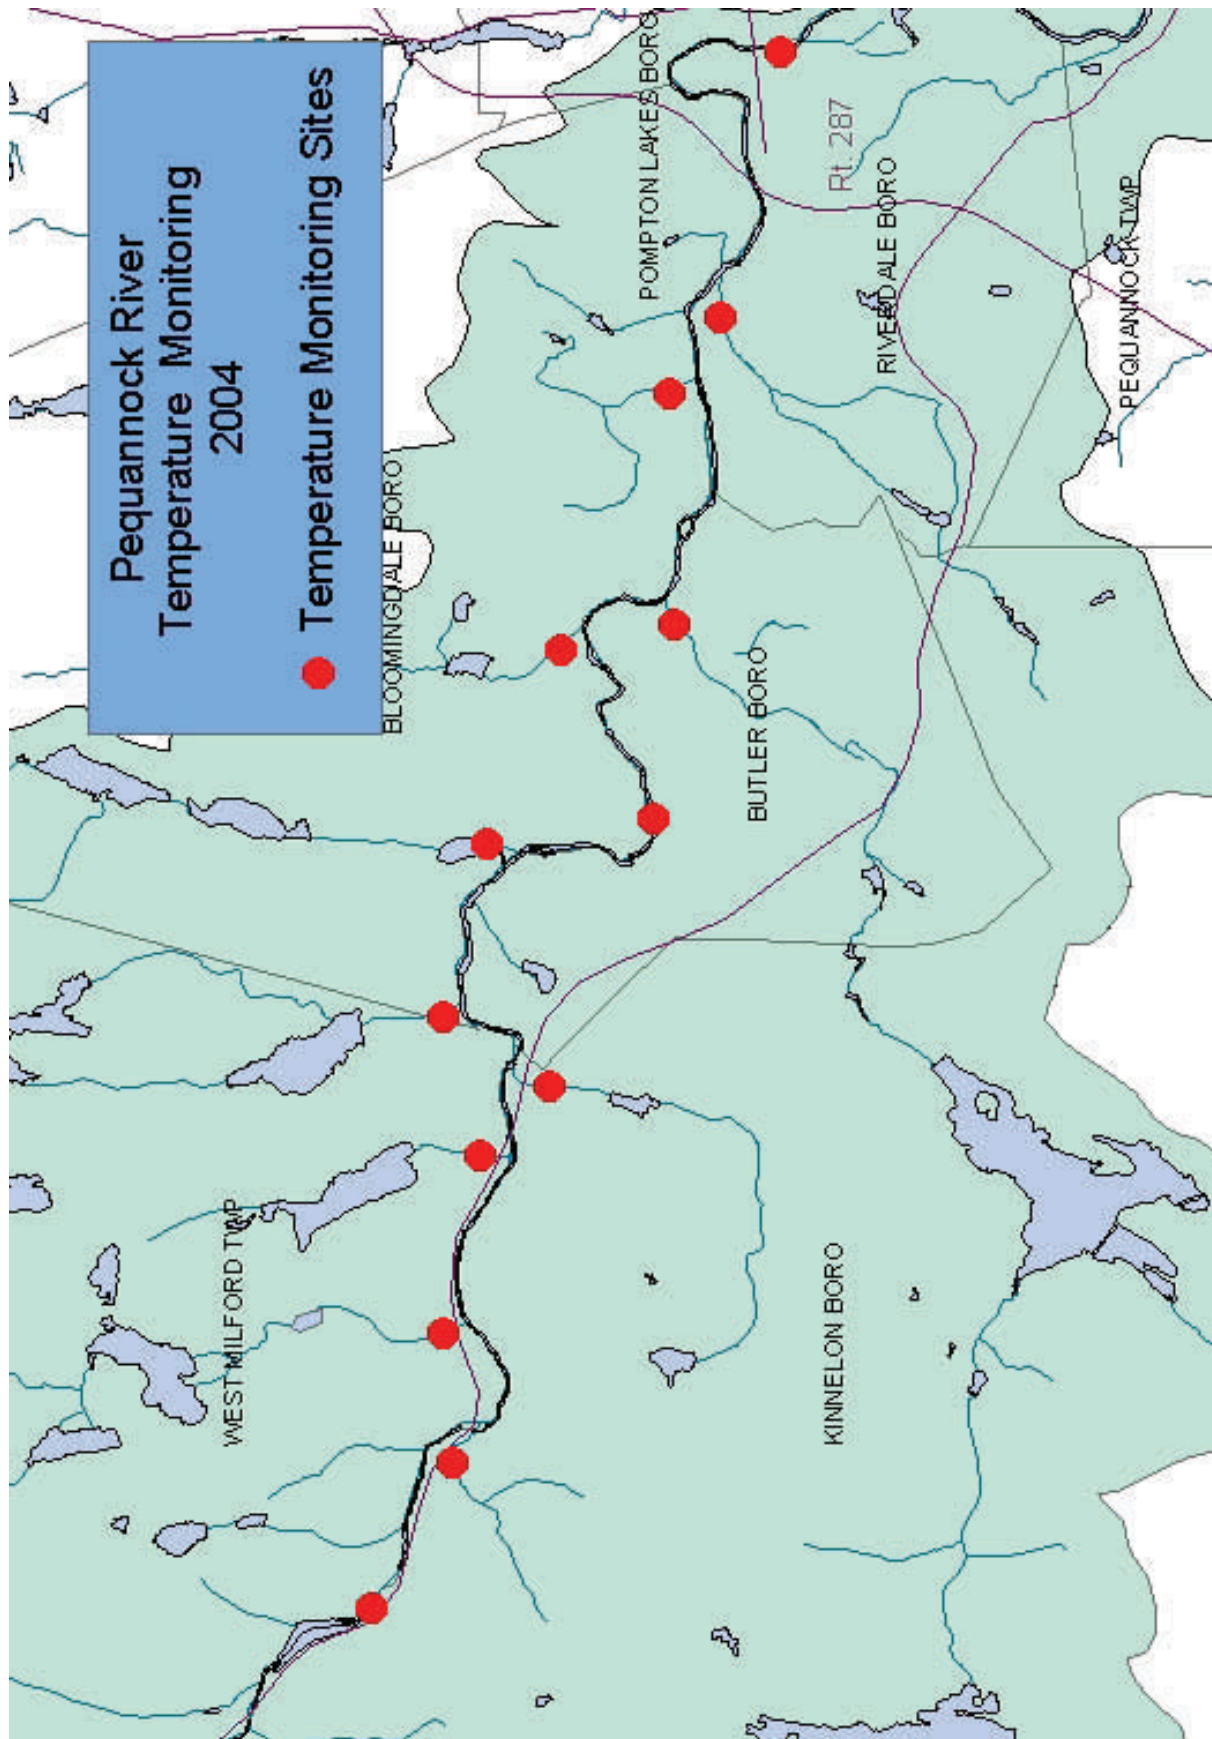 Pequannock River
Temperature Monitoring
2004
Temperature Monitoring Sites
BLOOMINGDALE BORO
POMPTON LAKES BORO
Rt. 287
RIVERDALE BORO
PEQUANNOCK TWP
BUTLER BORO
WEST MILFORD TWP
KINNELON BORO